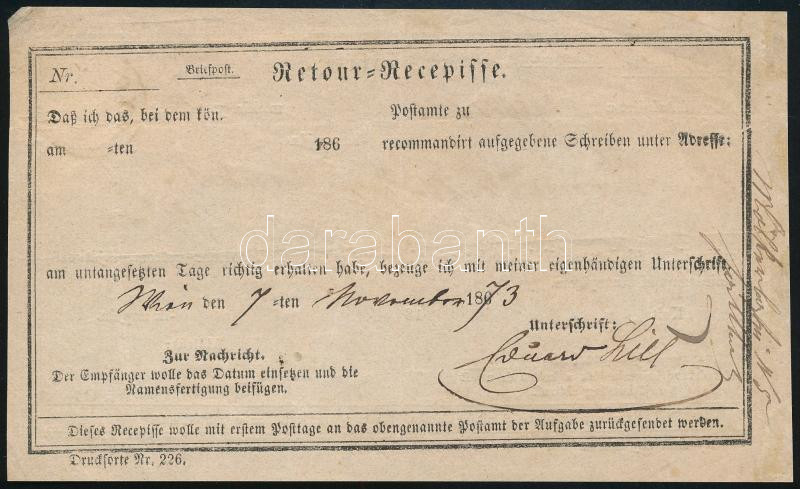 Nr.
Briefpost.
Retour=Recepisse.
Daß ich das, bei dem kön. Postamte zu
am =ten 186 recommandirt aufgegebene Schreiben unter Adresse:
darabanth
am untangesetzten Tage richtig erhalten habe, bezeuge ich mit meiner eigenhändigen Unterschrift.
Wien den 7 =ten November 1873
Unterschrift:
Eduard Lill
Zur Nachricht.
Der Empfänger wolle das Datum einsetzen und die
Namensfertigung beifügen.
Dieses Recepisse wolle mit erstem Posttage an das obengenannte Postamt der Aufgabe zurückgesendet werden.
Drucksorte Nr. 226.